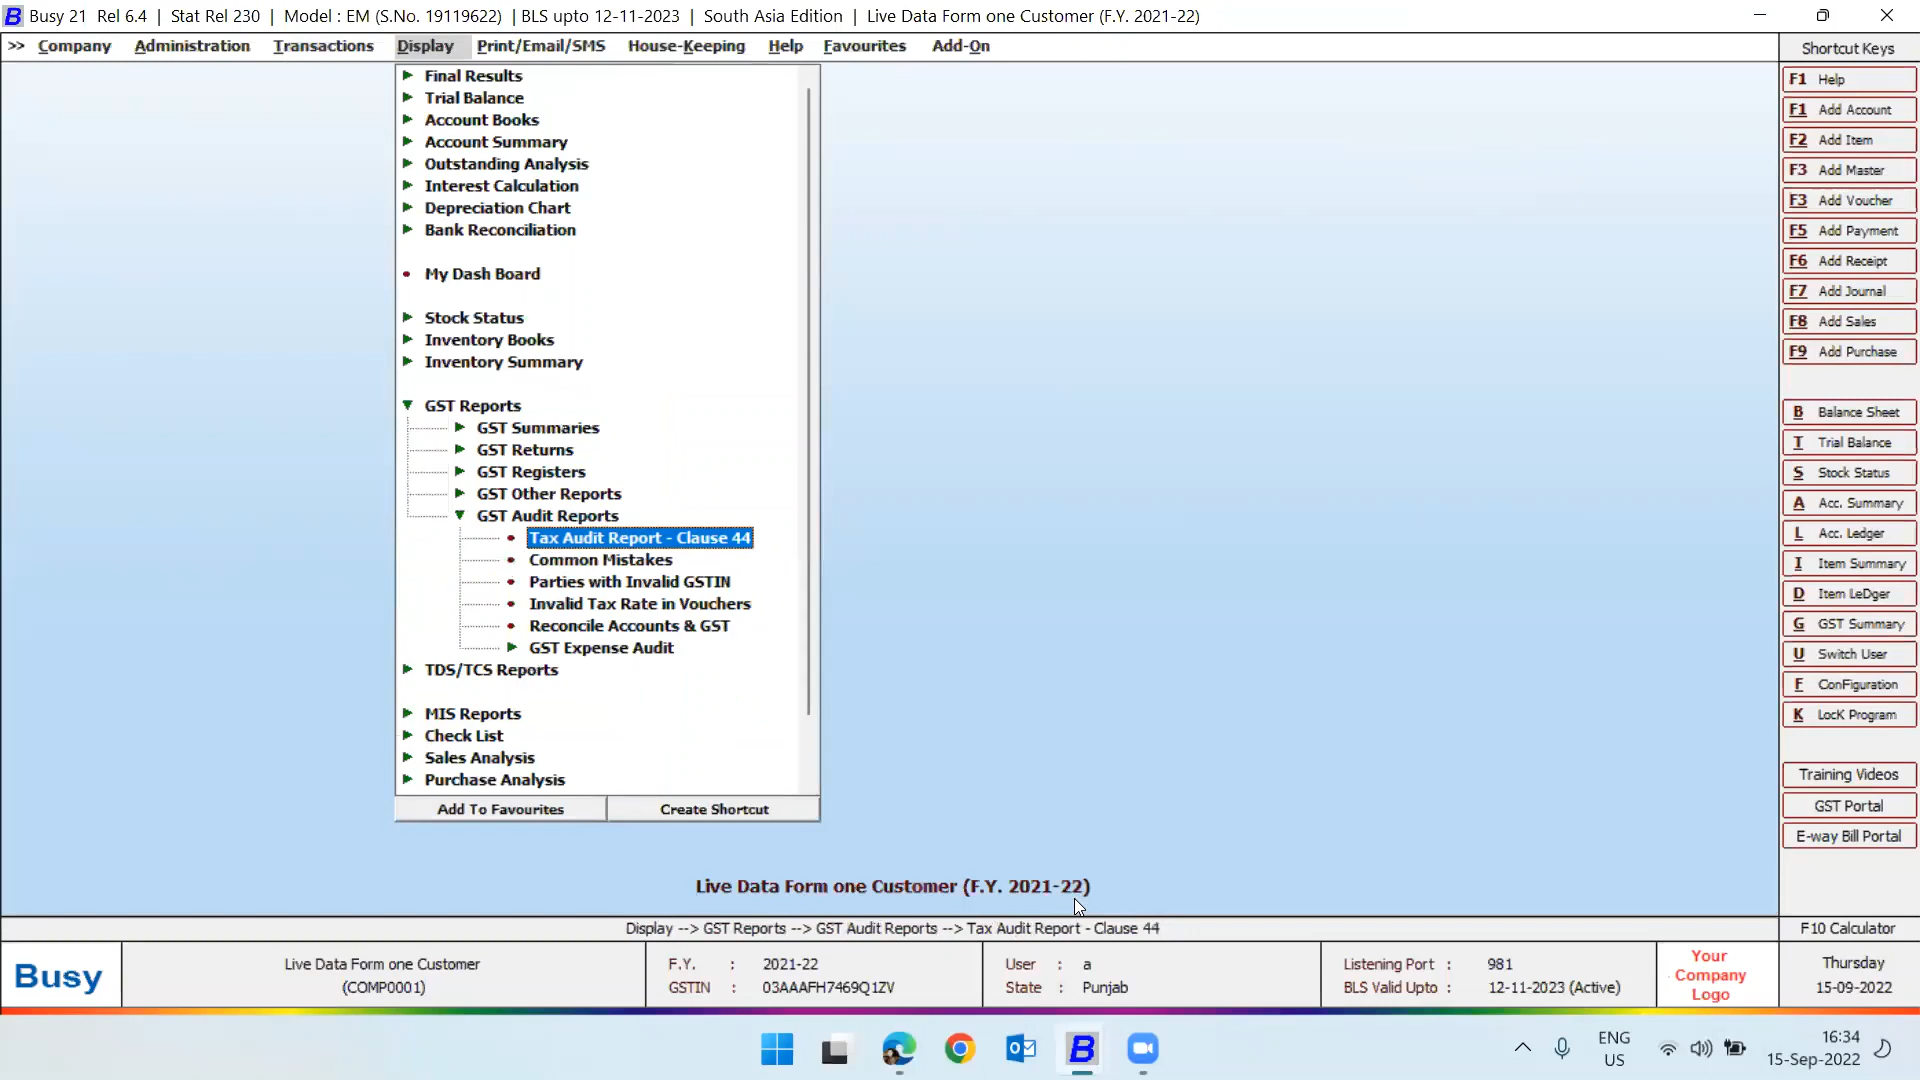 B Busy 21 Rel 6.4 | Stat Rel 230 | Model : EM (S.No. 19119622) | BLS upto 12-11-2023 | South Asia Edition | Live Data Form one Customer (F.Y. 2021-22)
>> Company Administration Transactions Display Print/Email/SMS House-Keeping Help Favourites Add-On
Final Results
Trial Balance
Account Books
Account Summary
Outstanding Analysis
Interest Calculation
Depreciation Chart
Bank Reconciliation
My Dash Board
Stock Status
Inventory Books
Inventory Summary
GST Reports
GST Summaries
GST Returns
GST Registers
GST Other Reports
GST Audit Reports
Tax Audit Report - Clause 44
Common Mistakes
Parties with Invalid GSTIN
Invalid Tax Rate in Vouchers
Reconcile Accounts & GST
GST Expense Audit
TDS/TCS Reports
MIS Reports
Check List
Sales Analysis
Purchase Analysis
Add To Favourites Create Shortcut
Shortcut Keys
F1 Help
F1 Add Account
F2 Add Item
F3 Add Master
F3 Add Voucher
F5 Add Payment
F6 Add Receipt
F7 Add Journal
F8 Add Sales
F9 Add Purchase
B Balance Sheet
T Trial Balance
S Stock Status
A Acc. Summary
L Acc. Ledger
I Item Summary
D Item LeDger
G GST Summary
U Switch User
F ConFiguration
K LocK Program
Training Videos
GST Portal
E-way Bill Portal
Live Data Form one Customer (F.Y. 2021-22)
Display --> GST Reports --> GST Audit Reports --> Tax Audit Report - Clause 44
F10 Calculator
Busy
Live Data Form one Customer
(COMP0001)
F.Y. : 2021-22
GSTIN : 03AAAFH7469Q1ZV
User : a
State : Punjab
Listening Port : 981
BLS Valid Upto : 12-11-2023 (Active)
Your
Company
Logo
Thursday
15-09-2022
B
ENG
US
16:34
15-Sep-2022